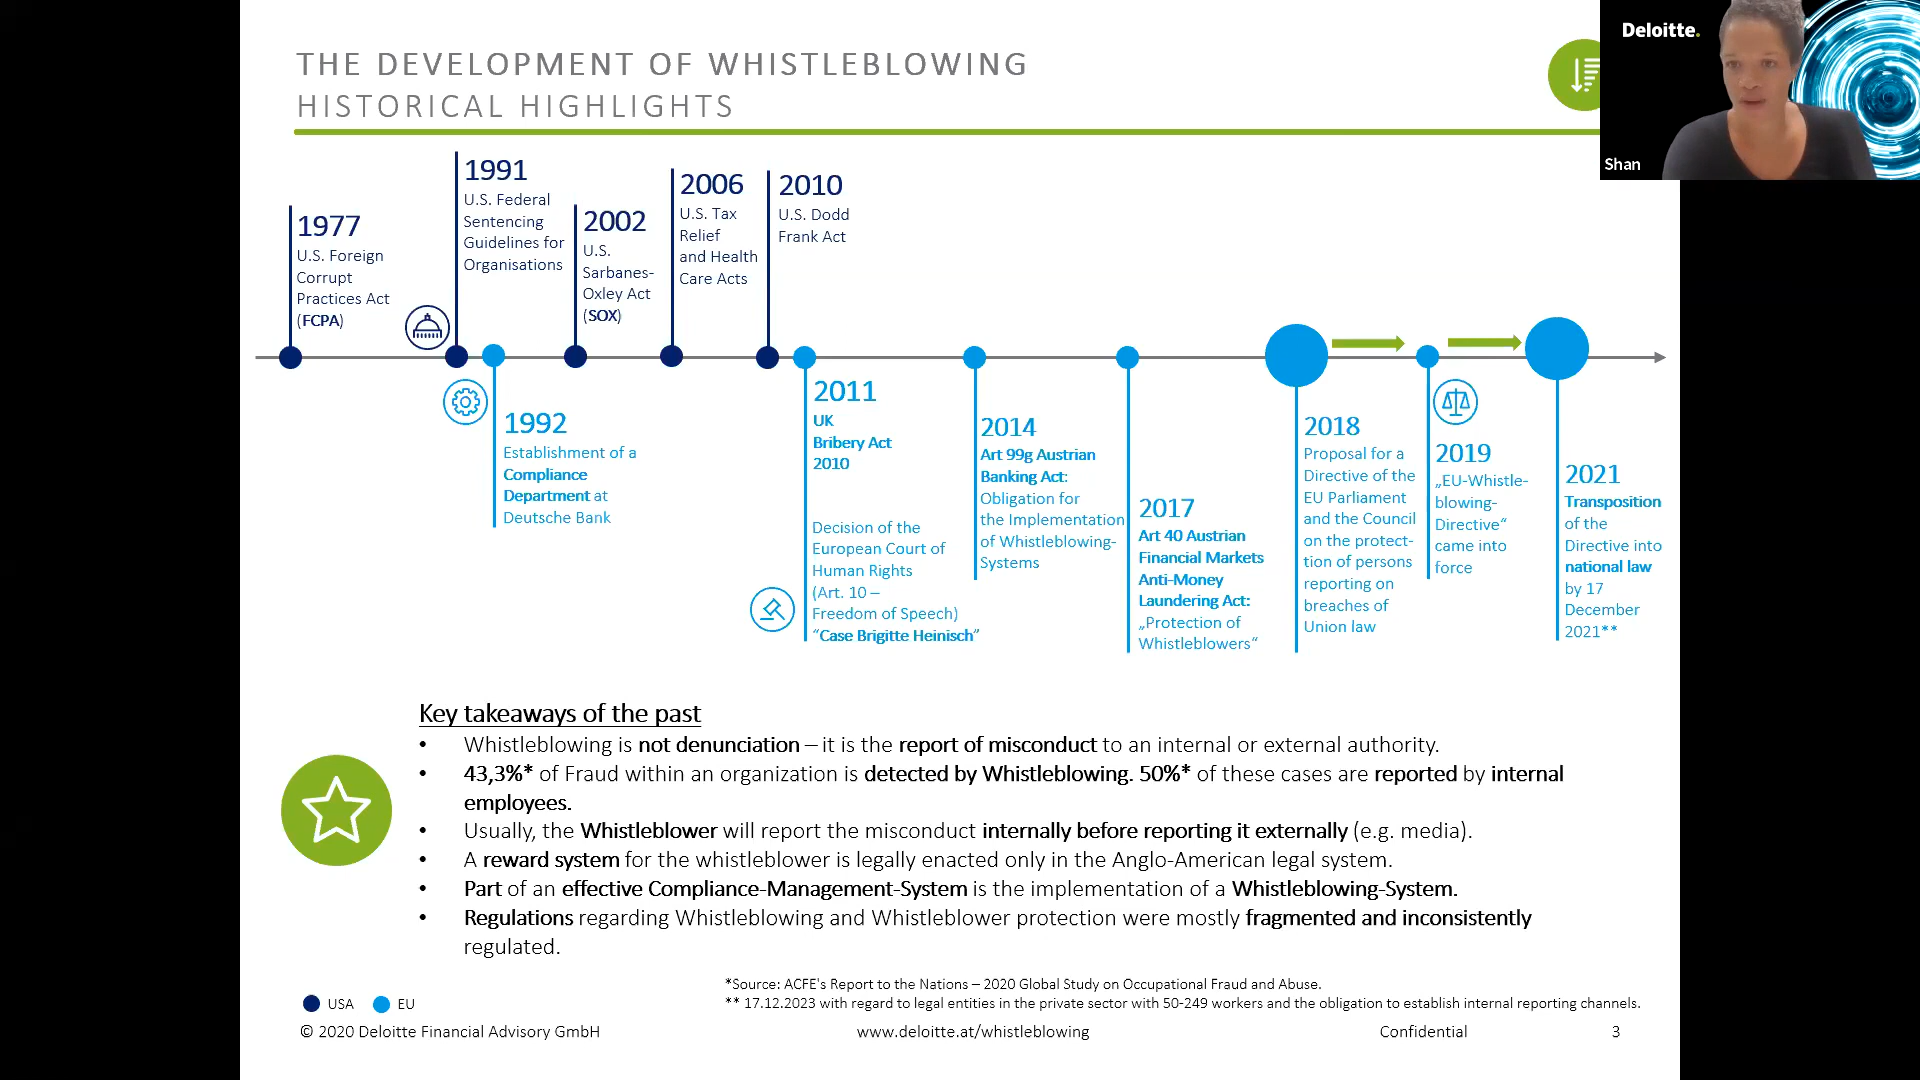 THE DEVELOPMENT OF WHISTLEBLOWING
HISTORICAL HIGHLIGHTS
Deloitte.
Shan
1977
U.S. Foreign
Corrupt
Practices Act
(FCPA)
1991
U.S. Federal
Sentencing
Guidelines for
Organisations
2002
U.S.
Sarbanes-
Oxley Act
(SOX)
2006
U.S. Tax
Relief
and Health
Care Acts
2010
U.S. Dodd
Frank Act
1992
Establishment of a
Compliance
Department at
Deutsche Bank
2011
UK
Bribery Act
2010
Decision of the
European Court of
Human Rights
(Art. 10 –
Freedom of Speech)
“Case Brigitte Heinisch”
2014
Art 99g Austrian
Banking Act:
Obligation for
the Implementation
of Whistleblowing-
Systems
2017
Art 40 Austrian
Financial Markets
Anti-Money
Laundering Act:
„Protection of
Whistleblowers“
2018
Proposal for a
Directive of the
EU Parliament
and the Council
on the protect-
tion of persons
reporting on
breaches of
Union law
2019
„EU-Whistle-
blowing-
Directive“
came into
force
2021
Transposition
of the
Directive into
national law
by 17
December
2021**
Key takeaways of the past
• Whistleblowing is not denunciation – it is the report of misconduct to an internal or external authority.
• 43,3%* of Fraud within an organization is detected by Whistleblowing. 50%* of these cases are reported by internal
employees.
• Usually, the Whistleblower will report the misconduct internally before reporting it externally (e.g. media).
• A reward system for the whistleblower is legally enacted only in the Anglo-American legal system.
• Part of an effective Compliance-Management-System is the implementation of a Whistleblowing-System.
• Regulations regarding Whistleblowing and Whistleblower protection were mostly fragmented and inconsistently
regulated.
*Source: ACFE's Report to the Nations – 2020 Global Study on Occupational Fraud and Abuse.
** 17.12.2023 with regard to legal entities in the private sector with 50-249 workers and the obligation to establish internal reporting channels.
USA EU
© 2020 Deloitte Financial Advisory GmbH www.deloitte.at/whistleblowing Confidential 3